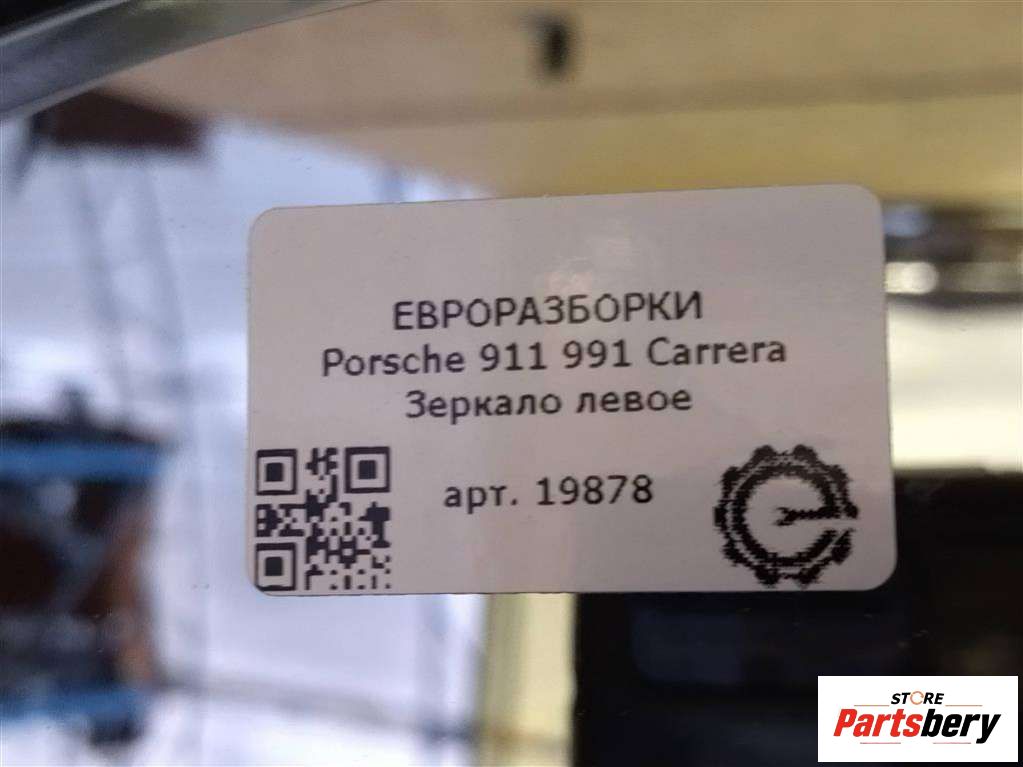 ЕВРОРАЗБОРКИ
Porsche 911 991 Carrera
Зеркало левое
арт. 19878
STORE
Partsbery